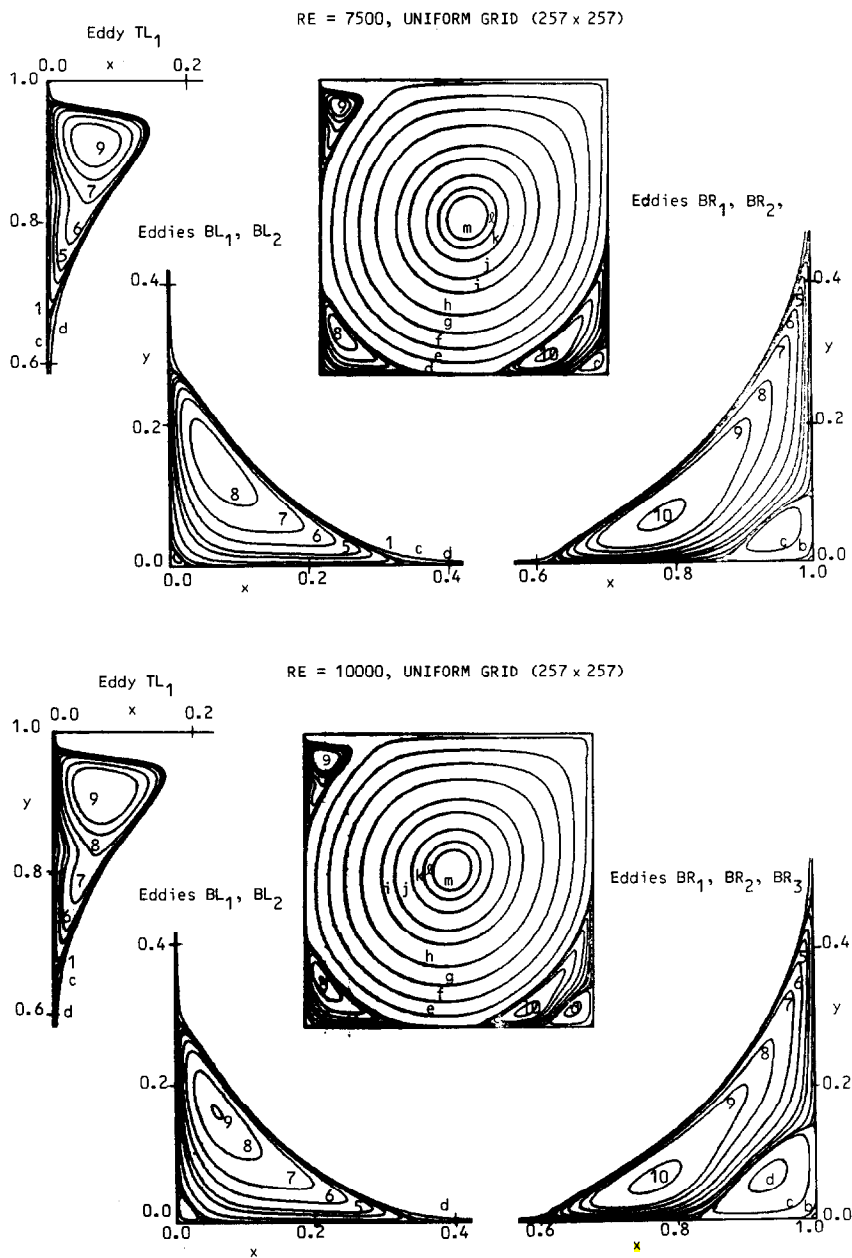 RE = 7500, UNIFORM GRID (257 x 257)
Eddy TL1
0.0 0.2
x
1.0
0.8
0.6
9
7
6
5
1
c d
9
m ℓ
k
j
i
h
g
f
e
d
8
10
c
Eddies BL1, BL2
0.4
y
0.2
0.0
8
7
6
5
1
c
d
0.0 0.2 0.4
x
Eddies BR1, BR2,
0.4
y
0.2
0.0
5
6
7
8
9
10
c b
0.6 0.8 1.0
x
RE = 10000, UNIFORM GRID (257 x 257)
Eddy TL1
0.0 0.2
x
1.0
y
0.8
0.6
9
8
7
6
1
c
d
9
i j k ℓ
m
h
g
f
e
9
10
Eddies BL1, BL2
0.4
0.2
0.0
9
8
7
6
5
d
0.0 0.2 0.4
x
Eddies BR1, BR2, BR3
0.4
y
0.2
0.0
5
6
7
8
9
10
d
c b
0.6 0.8 1.0
x